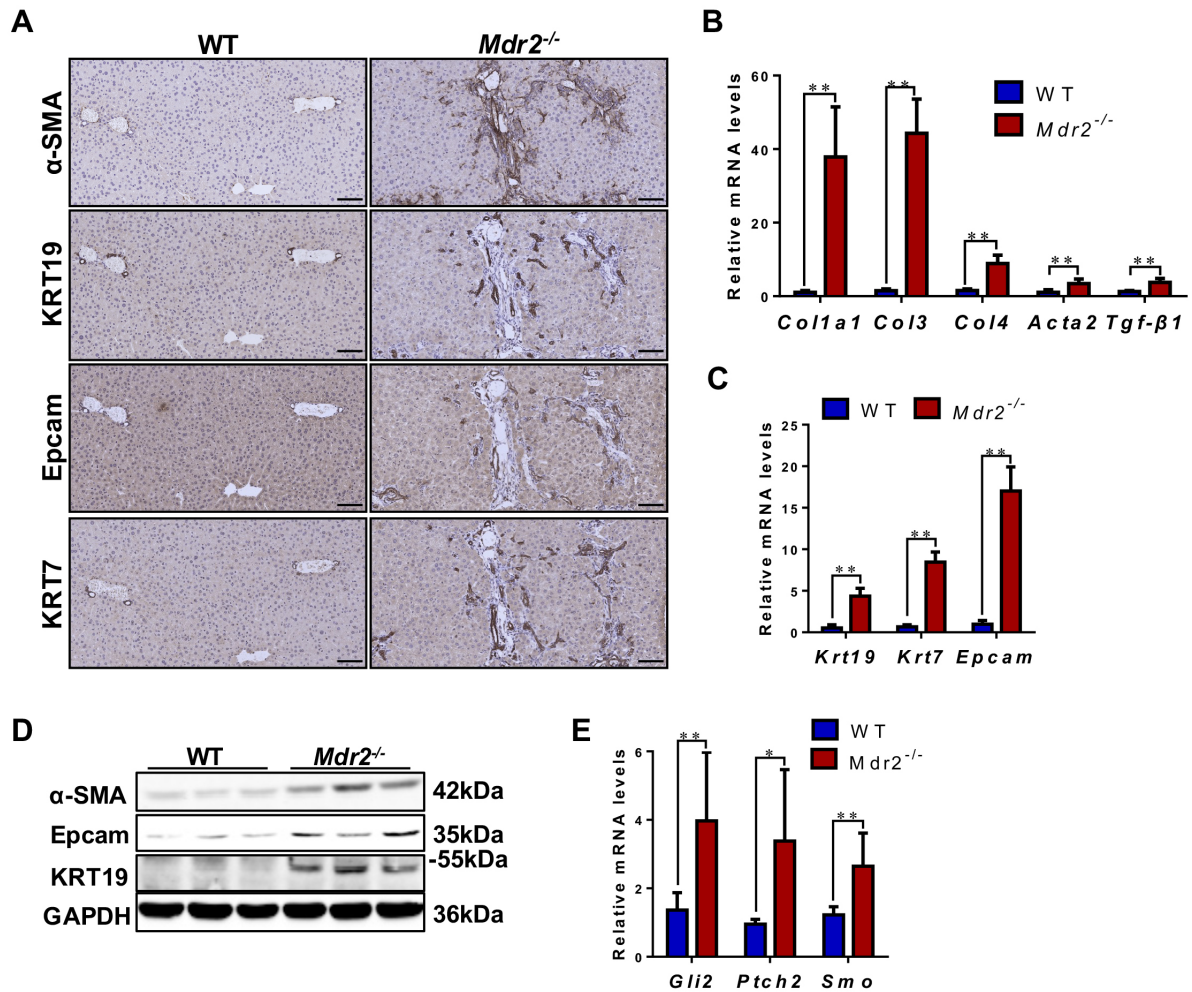 A
WT
Mdr2-/-
α-SMA
KRT19
Epcam
KRT7
B
Relative mRNA levels
60
40
20
0
**
**
**
**
**
WT
Mdr2-/-
Col1a1 Col3 Col4 Acta2 Tgf-β1
C
WT Mdr2-/-
Relative mRNA levels
25
20
15
10
5
0
**
**
**
Krt19 Krt7 Epcam
D
WT Mdr2-/-
α-SMA 42kDa
Epcam 35kDa
KRT19 -55kDa
GAPDH 36kDa
E
WT
Mdr2-/-
Relative mRNA levels
6
4
2
0
**
*
**
Gli2 Ptch2 Smo